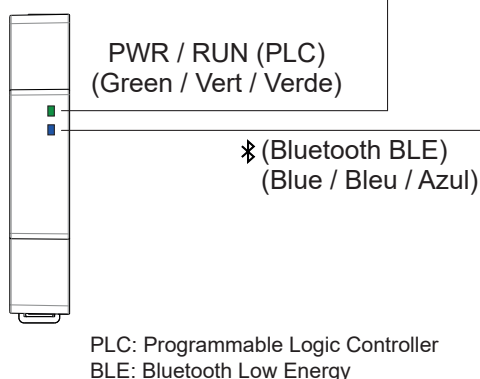 PWR / RUN (PLC)
(Green / Vert / Verde)
(Bluetooth BLE)
(Blue / Bleu / Azul)
PLC: Programmable Logic Controller
BLE: Bluetooth Low Energy